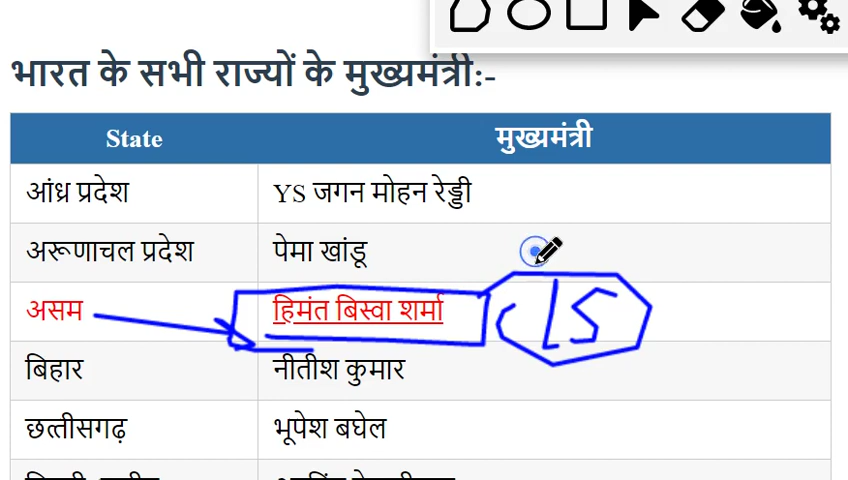 भारत के सभी राज्यों के मुख्यमंत्री:-
State मुख्यमंत्री
आंध्र प्रदेश YS जगन मोहन रेड्डी
अरूणाचल प्रदेश पेमा खांडू
असम हिमंत बिस्वा शर्मा 15
बिहार नीतीश कुमार
छत्तीसगढ़ भूपेश बघेल